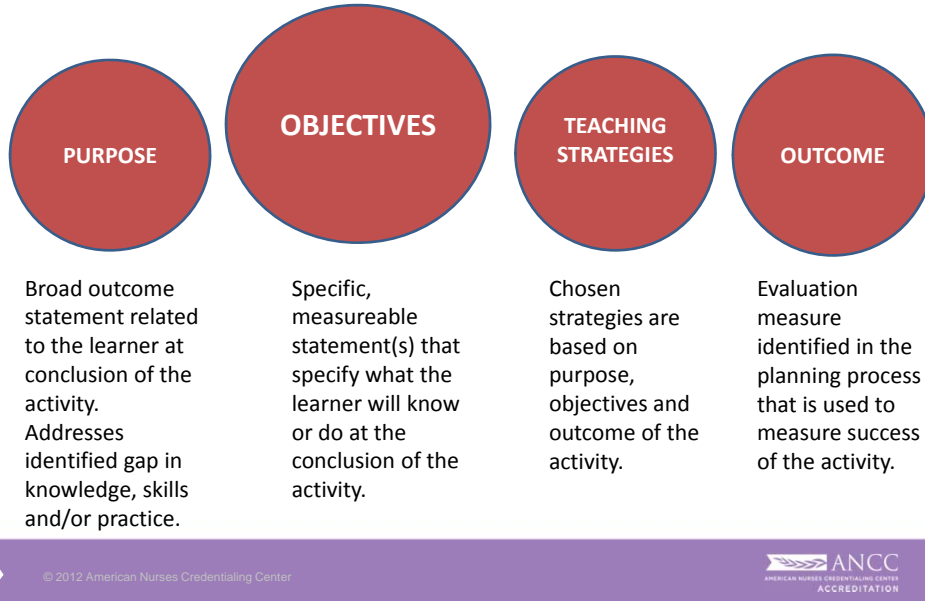 PURPOSE
Broad outcome
statement related
to the learner at
conclusion of the
activity.
Addresses
identified gap in
knowledge, skills
and/or practice.
OBJECTIVES
Specific,
measureable
statement(s) that
specify what the
learner will know
or do at the
conclusion of the
activity.
TEACHING
STRATEGIES
Chosen
strategies are
based on
purpose,
objectives and
outcome of the
activity.
OUTCOME
Evaluation
measure
identified in the
planning process
that is used to
measure success
of the activity.
© 2012 American Nurses Credentialing Center
ANCC
AMERICAN NURSES CREDENTIALING CENTER
ACCREDITATION